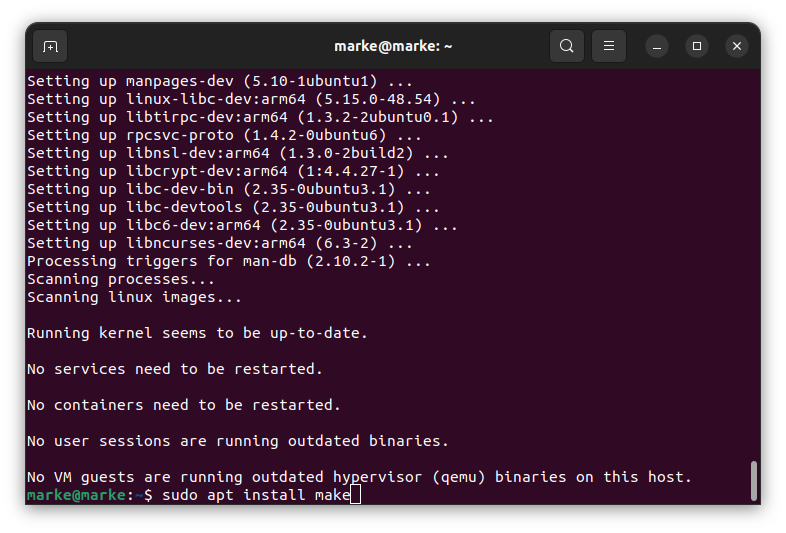 marke@marke: ~
Setting up manpages-dev (5.10-1ubuntu1) ...
Setting up linux-libc-dev:arm64 (5.15.0-48.54) ...
Setting up libtirpc-dev:arm64 (1.3.2-2ubuntu0.1) ...
Setting up rpcsvc-proto (1.4.2-0ubuntu6) ...
Setting up libnsl-dev:arm64 (1.3.0-2build2) ...
Setting up libcrypt-dev:arm64 (1:4.4.27-1) ...
Setting up libc-dev-bin (2.35-0ubuntu3.1) ...
Setting up libc-devtools (2.35-0ubuntu3.1) ...
Setting up libc6-dev:arm64 (2.35-0ubuntu3.1) ...
Setting up libncurses-dev:arm64 (6.3-2) ...
Processing triggers for man-db (2.10.2-1) ...
Scanning processes...
Scanning linux images...
Running kernel seems to be up-to-date.
No services need to be restarted.
No containers need to be restarted.
No user sessions are running outdated binaries.
No VM guests are running outdated hypervisor (qemu) binaries on this host.
marke@marke:~$ sudo apt install make